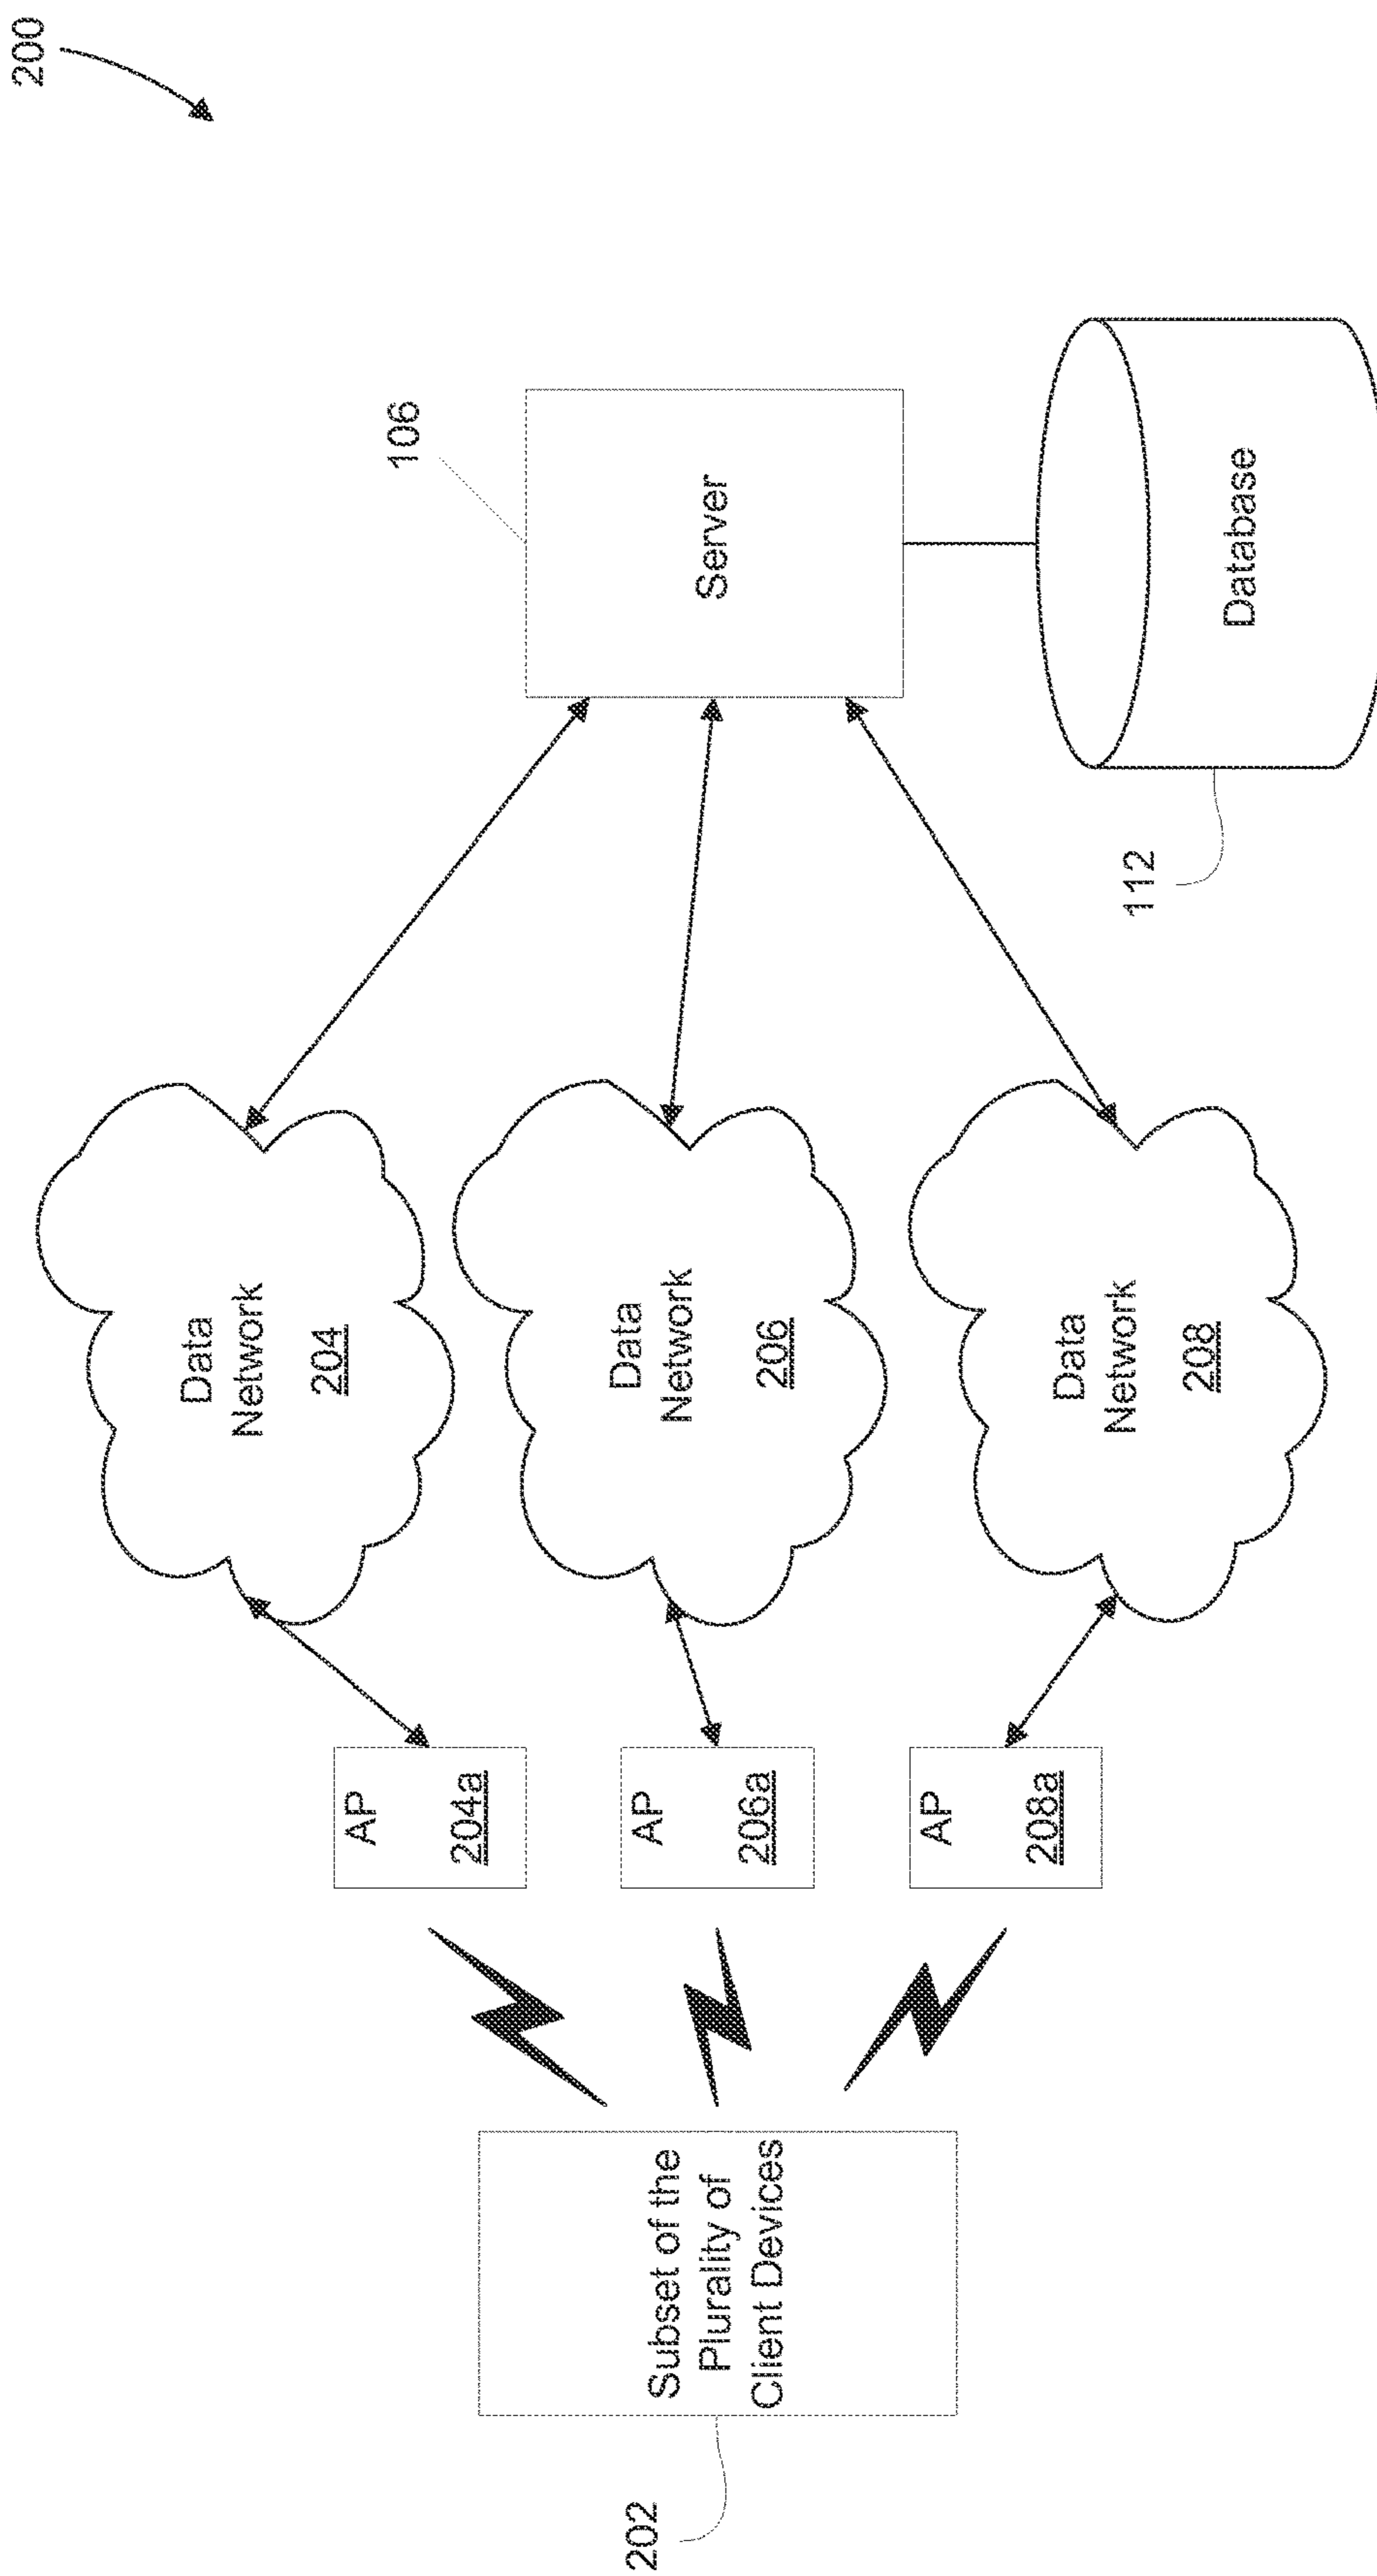 200
106
Server
Database
112
Data
Network
204
Data
Network
206
Data
Network
208
AP
204a
AP
206a
AP
208a
Subset of the
Plurality of
Client Devices
202